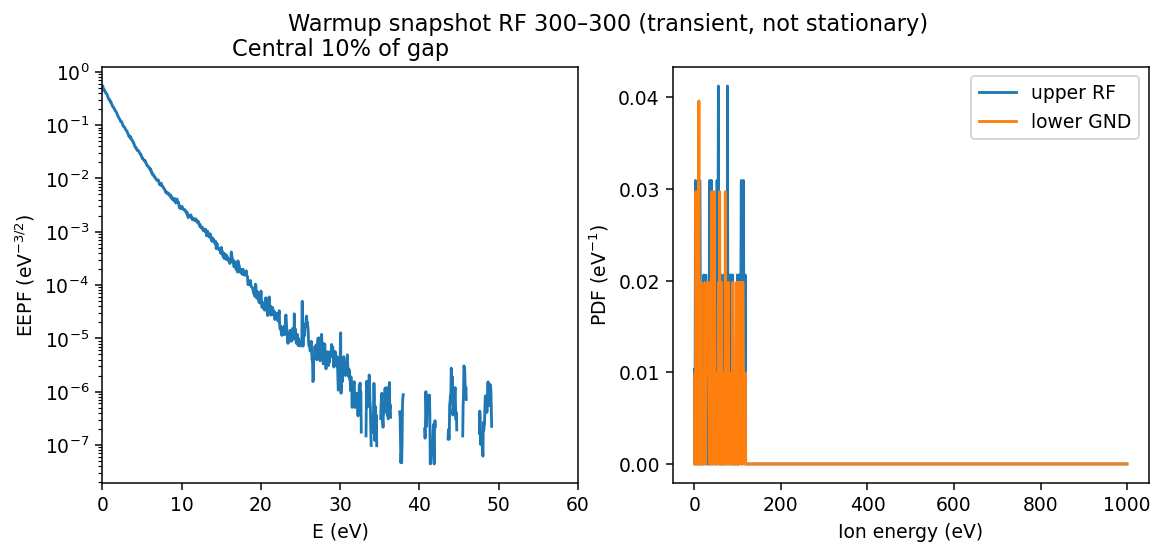 Warmup snapshot RF 300–300 (transient, not stationary)
Central 10% of gap
EEPF (eV⁻³ᐟ²)
10⁰
10⁻¹
10⁻²
10⁻³
10⁻⁴
10⁻⁵
10⁻⁶
10⁻⁷
0 10 20 30 40 50 60
E (eV)
PDF (eV⁻¹)
0.04
0.03
0.02
0.01
0.00
upper RF
lower GND
0 200 400 600 800 1000
Ion energy (eV)